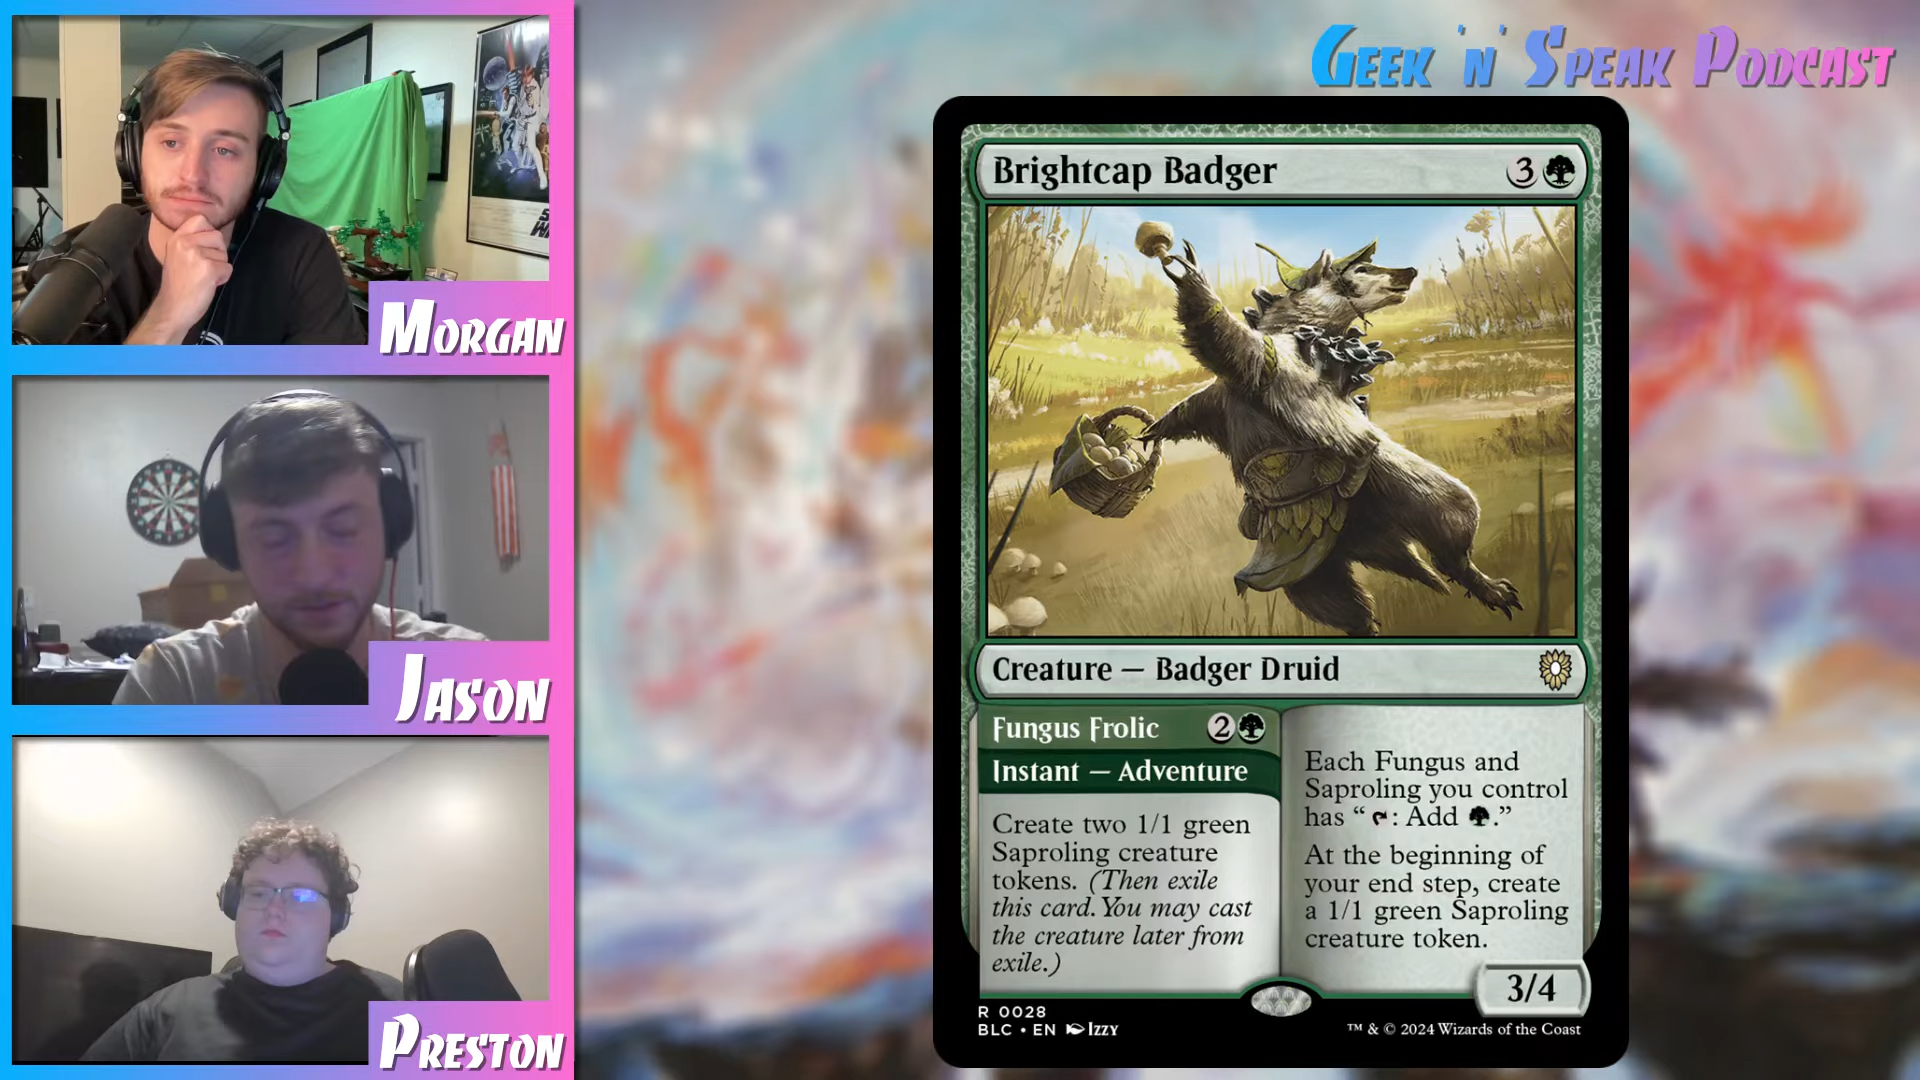 GEEK 'N' SPEAK PODCAST
MORGAN
JASON
PRESTON
Brightcap Badger 3
Creature — Badger Druid
Fungus Frolic 2
Instant — Adventure
Create two 1/1 green
Saproling creature
tokens. (Then exile
this card. You may cast
the creature later from
exile.)
Each Fungus and
Saproling you control
has “ : Add .”
At the beginning of
your end step, create
a 1/1 green Saproling
creature token.
3/4
R 0028
BLC • EN Izzy
™ & © 2024 Wizards of the Coast